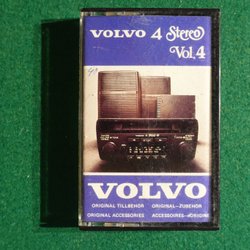 VOLVO 4 Stereo
Vol. 4
VOLVO
ORIGINAL TILLBEHÖR ORIGINAL-ZUBEHÖR
ORIGINAL ACCESSORIES ACCESSOIRES D'ORIGINE